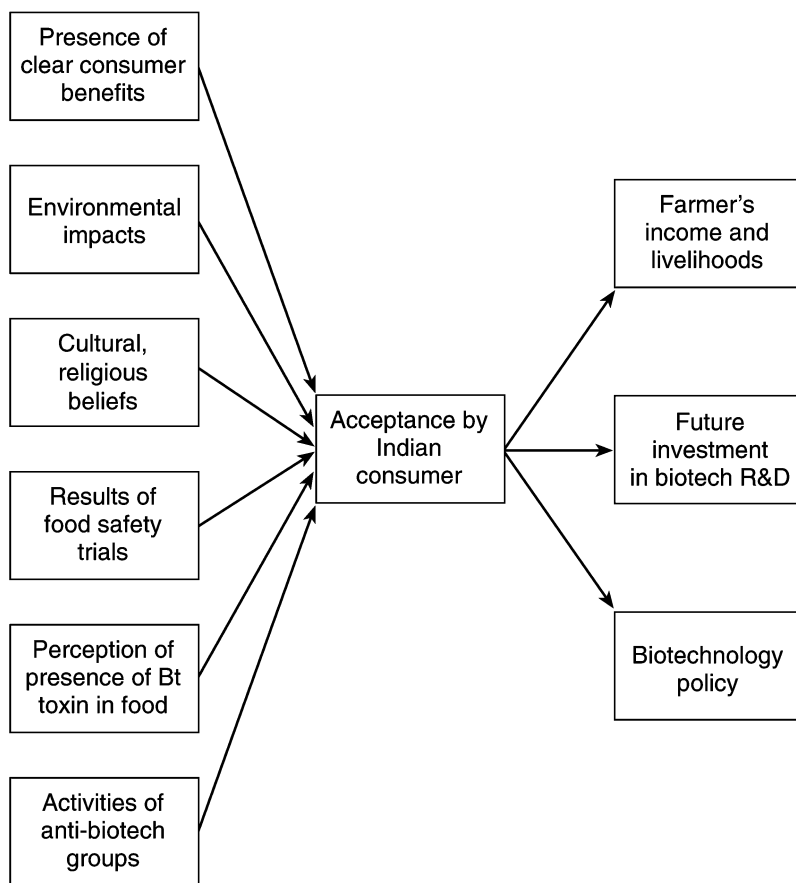 Presence of
clear consumer
benefits
Environmental
impacts
Cultural,
religious
beliefs
Results of
food safety
trials
Perception of
presence of Bt
toxin in food
Activities of
anti-biotech
groups
Acceptance by
Indian
consumer
Farmer’s
income and
livelihoods
Future
investment
in biotech R&D
Biotechnology
policy